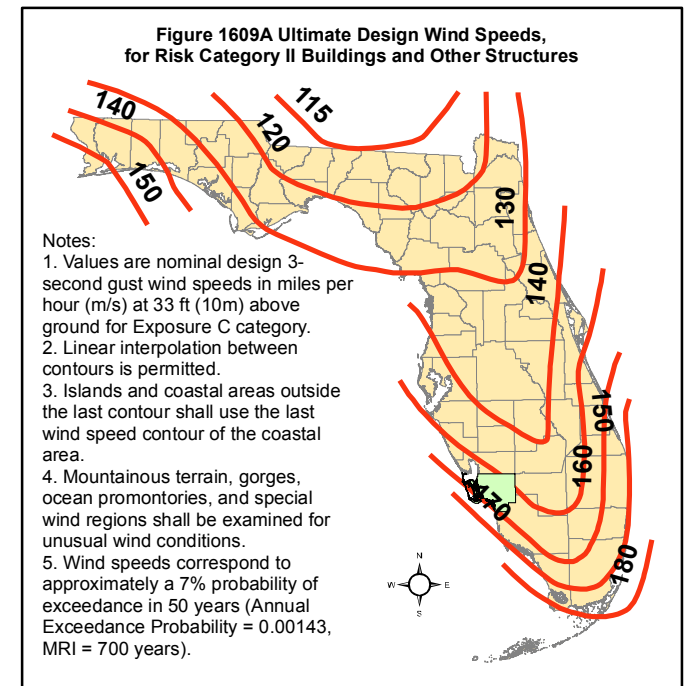 Figure 1609A Ultimate Design Wind Speeds,
for Risk Category II Buildings and Other Structures
115
140
120
150
130
Notes:
1. Values are nominal design 3-
second gust wind speeds in miles per
hour (m/s) at 33 ft (10m) above
ground for Exposure C category.
2. Linear interpolation between
contours is permitted.
3. Islands and coastal areas outside
the last contour shall use the last
wind speed contour of the coastal
area.
4. Mountainous terrain, gorges,
ocean promontories, and special
wind regions shall be examined for
unusual wind conditions.
5. Wind speeds correspond to
approximately a 7% probability of
exceedance in 50 years (Annual
Exceedance Probability = 0.00143,
MRI = 700 years).
140
150
160
170
180
N
W E
S